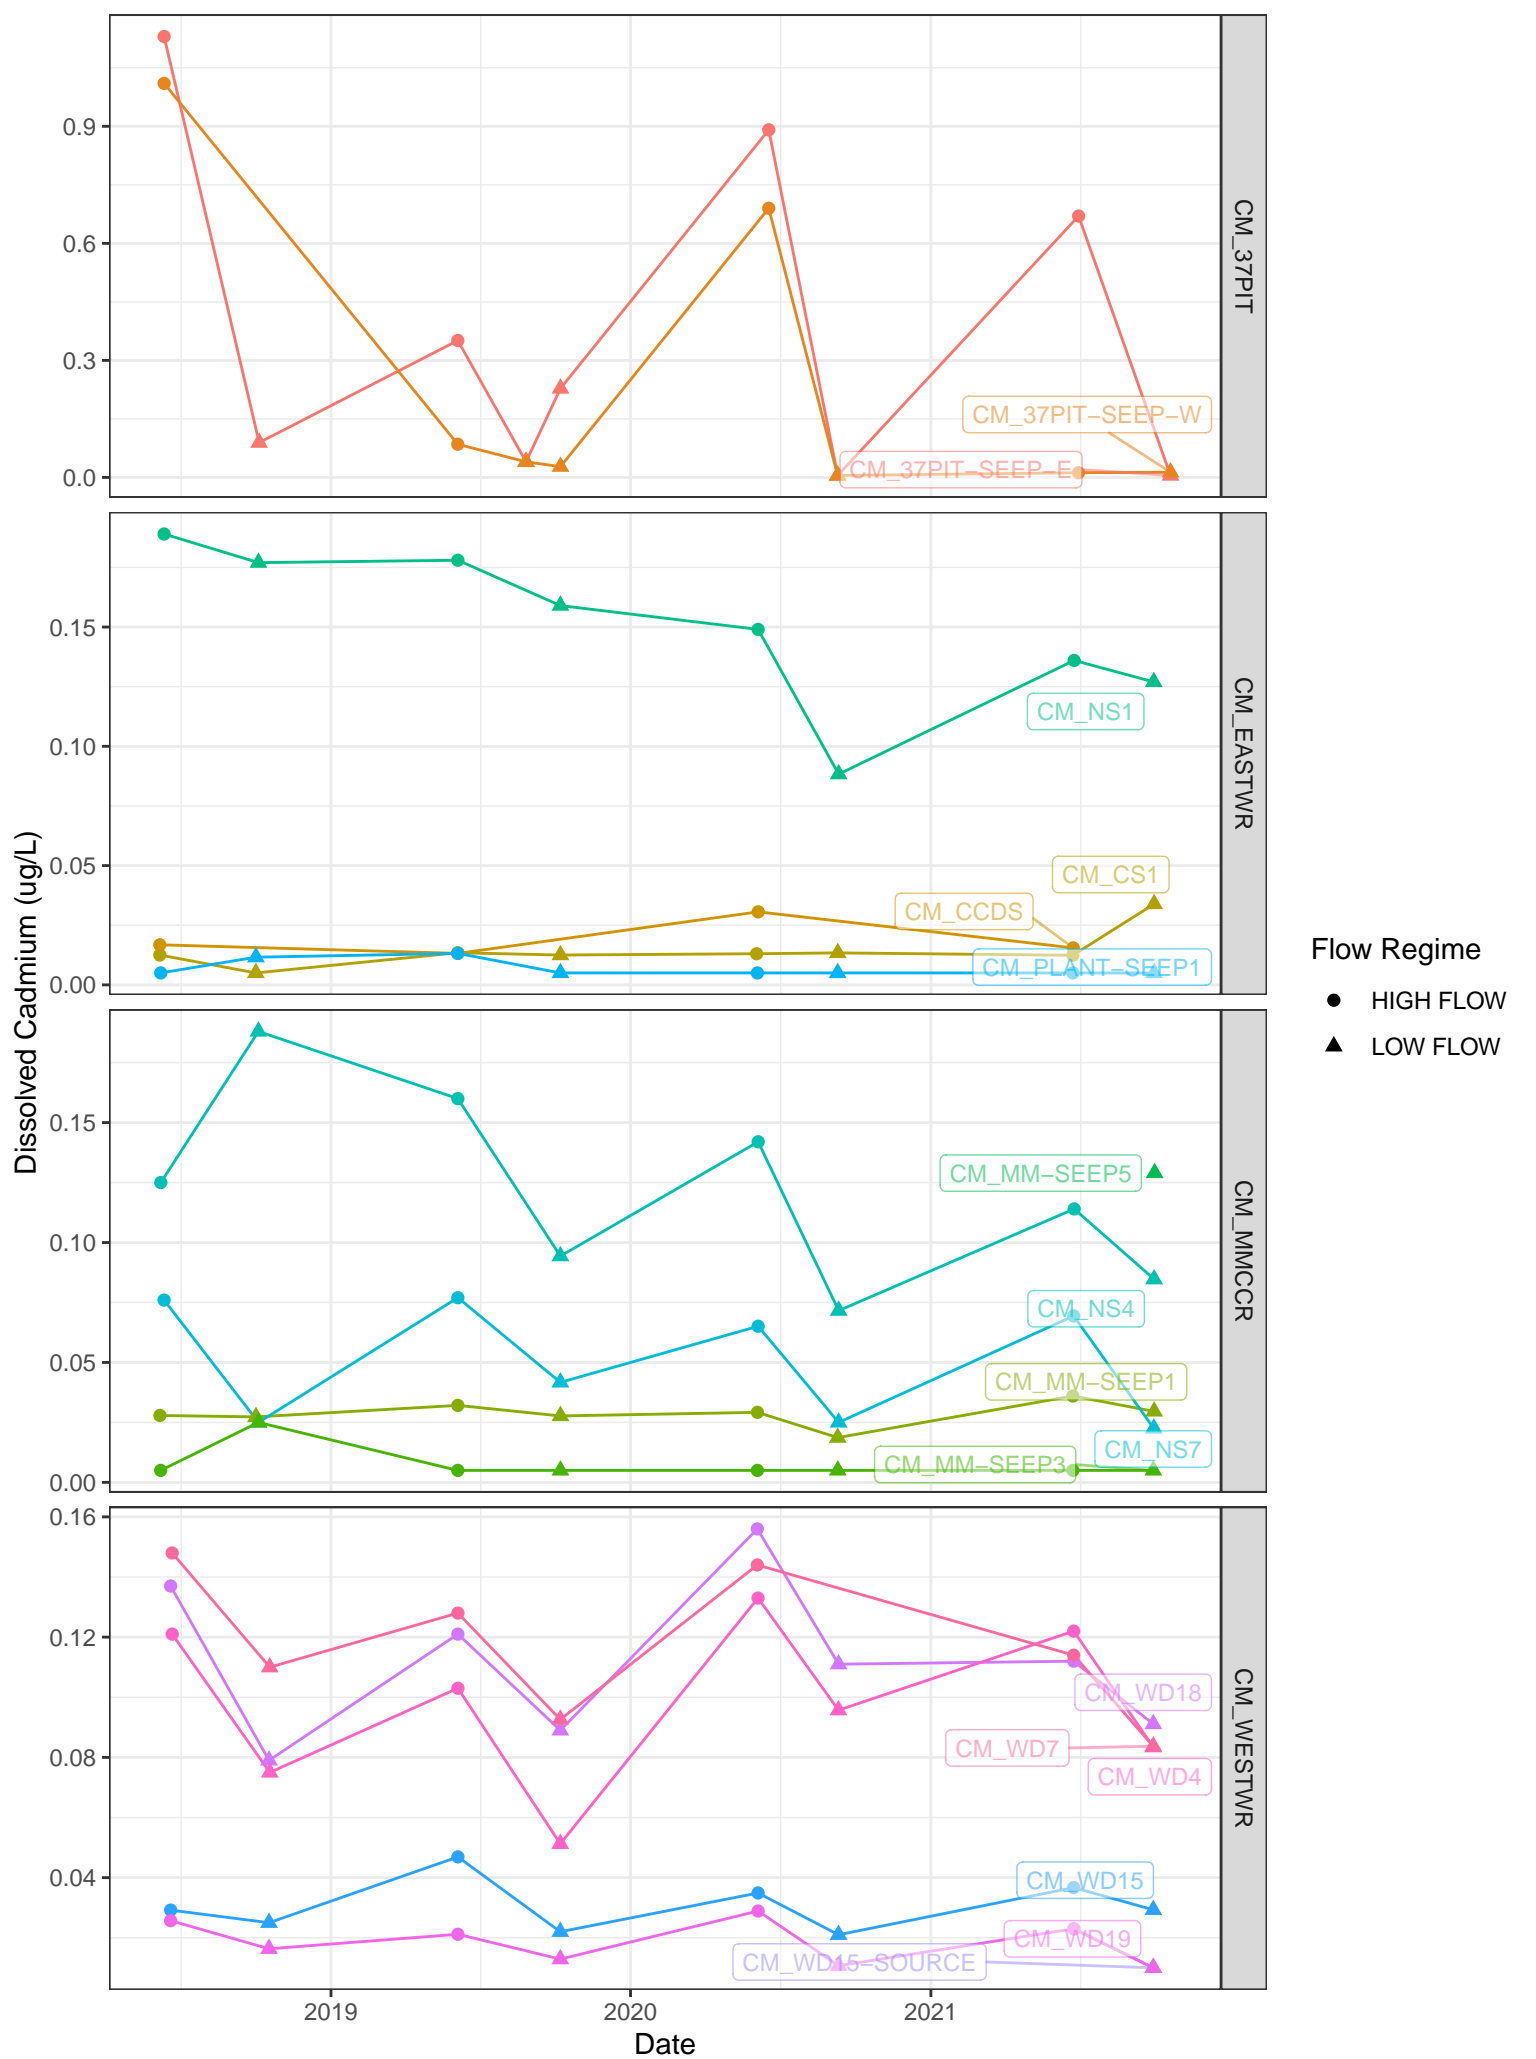 0.9
0.6
0.3
0.0
CM_37PIT−SEEP−W
CM_37PIT−SEEP−E
CM_37PIT
0.15
0.10
0.05
0.00
CM_NS1
CM_CS1
CM_CCDS
CM_PLANT−SEEP1
CM_EASTWR
Dissolved Cadmium (ug/L)
Flow Regime
HIGH FLOW
LOW FLOW
0.15
0.10
0.05
0.00
CM_MM−SEEP5
CM_NS4
CM_MM−SEEP1
CM_NS7
CM_MM−SEEP3
CM_MMCCR
0.16
0.12
0.08
0.04
CM_WD18
CM_WD7
CM_WD4
CM_WD15
CM_WD19
CM_WD15−SOURCE
CM_WESTWR
2019
2020
2021
Date